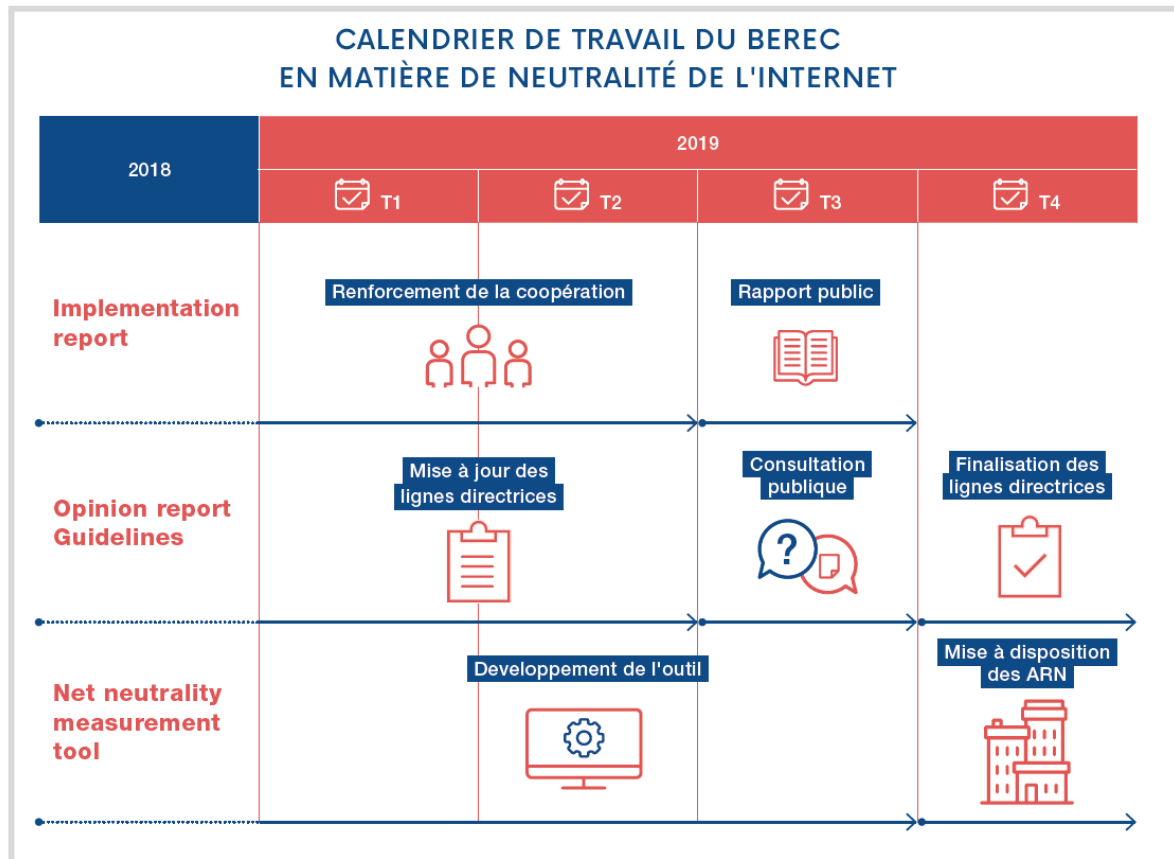 CALENDRIER DE TRAVAIL DU BEREC
EN MATIÈRE DE NEUTRALITÉ DE L'INTERNET
2018
2019
T1
T2
T3
T4
Implementation
report
Renforcement de la coopération
Rapport public
Opinion report
Guidelines
Mise à jour des
lignes directrices
Consultation
publique
?
Finalisation des
lignes directrices
Net neutrality
measurement
tool
Developpement de l'outil
Mise à disposition
des ARN